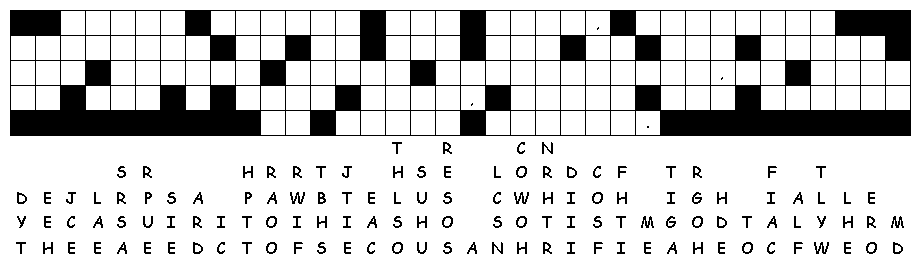 T R C N
S R H R R T J H S E L O R D C F T R F T
D E J L R P S A P A W B T E L U S C W H I O H I G H I A L L E
Y E C A S U I R I T O I H I A S H O S O T I S T M G O D T A L Y H R M
T H E E A E E D C T O F S E C O U S A N H R I F I E A H E O C F W E O D